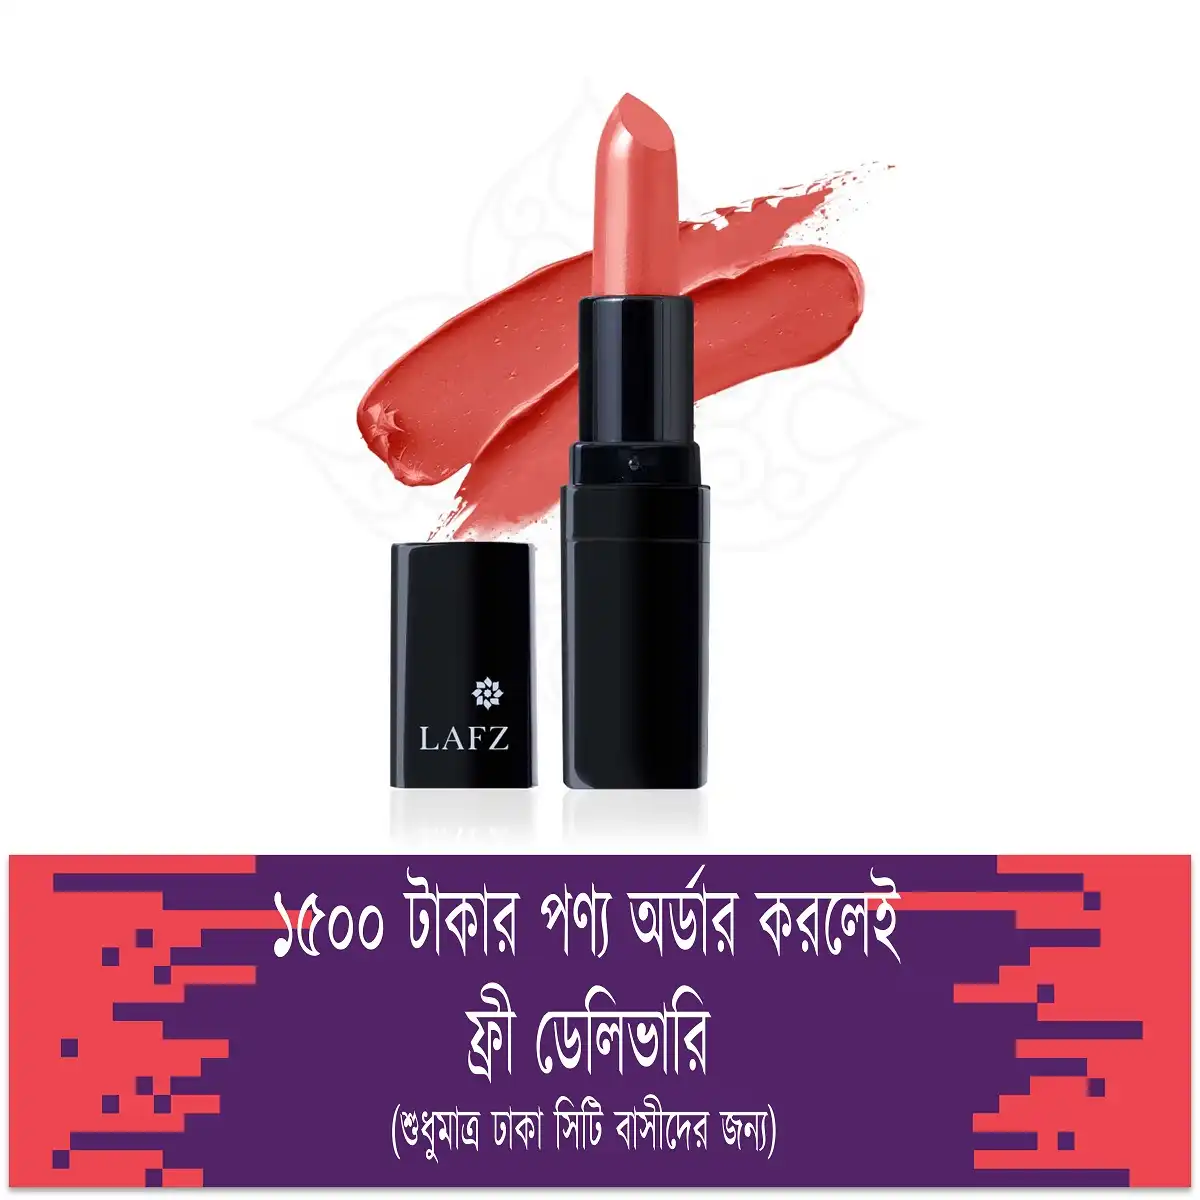 LAFZ
১৫০০ টাকার পণ্য অর্ডার করলেই
ফ্রী ডেলিভারি
(শুধুমাত্র ঢাকা সিটি বাসীদের জন্য)